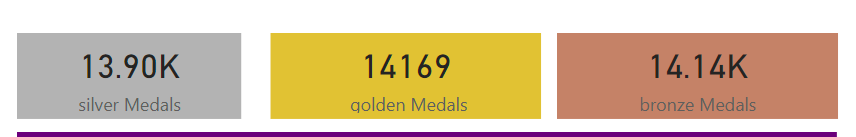 13.90K
silver Medals
14169
golden Medals
14.14K
bronze Medals